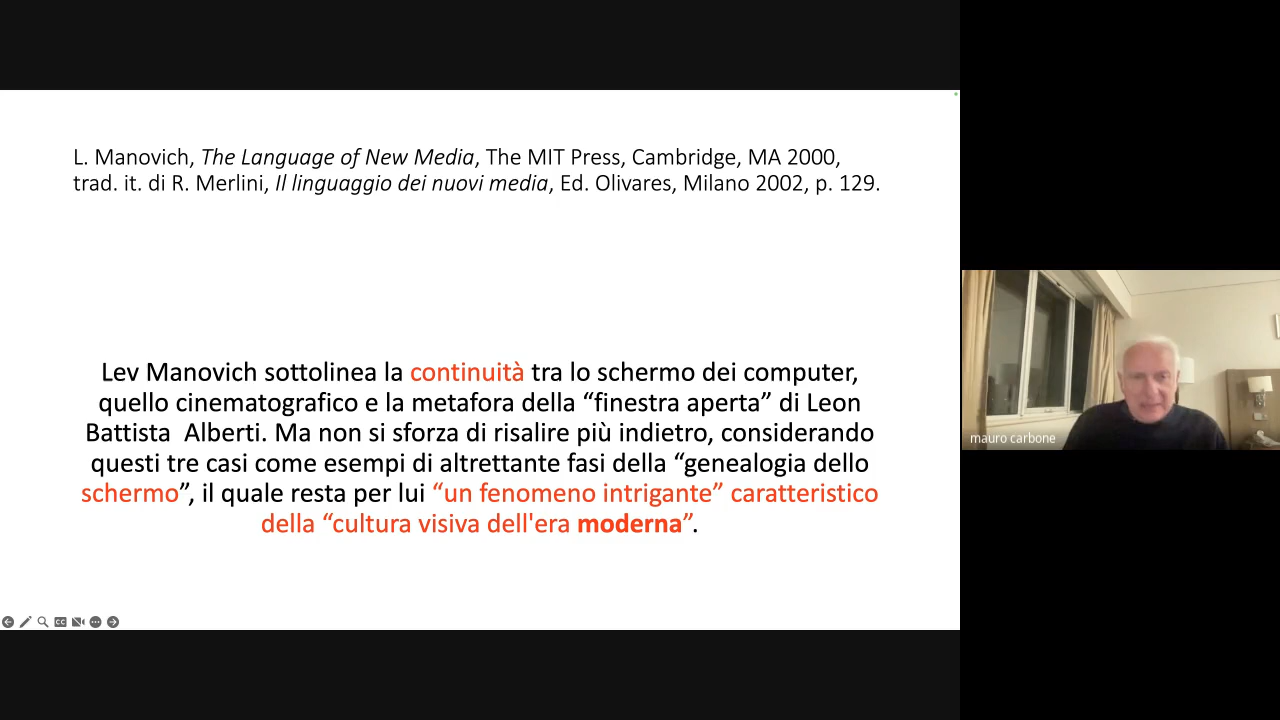 L. Manovich, The Language of New Media, The MIT Press, Cambridge, MA 2000,
trad. it. di R. Merlini, Il linguaggio dei nuovi media, Ed. Olivares, Milano 2002, p. 129.
Lev Manovich sottolinea la continuità tra lo schermo dei computer,
quello cinematografico e la metafora della “finestra aperta” di Leon
Battista  Alberti. Ma non si sforza di risalire più indietro, considerando
questi tre casi come esempi di altrettante fasi della “genealogia dello
schermo”, il quale resta per lui “un fenomeno intrigante” caratteristico
della “cultura visiva dell'era moderna”.
mauro carbone
CC